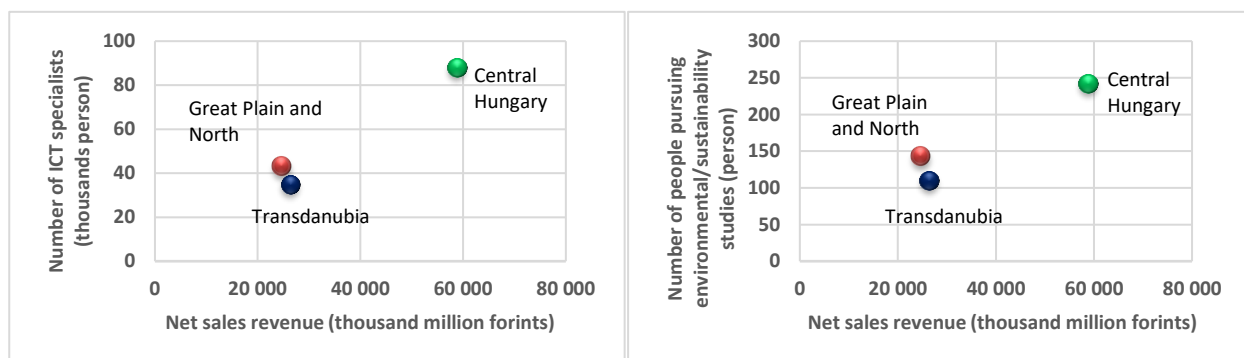 Number of ICT specialists
(thousands person)
100
80
60
40
20
0
Great Plain and
North
Central
Hungary
Transdanubia
0
20 000
40 000
60 000
80 000
Net sales revenue (thousand million forints)
Number of people pursuing
environmental/sustainability
studies (person)
300
250
200
150
100
50
0
Great Plain
and North
Central
Hungary
Transdanubia
0
20 000
40 000
60 000
80 000
Net sales revenue (thousand million forints)